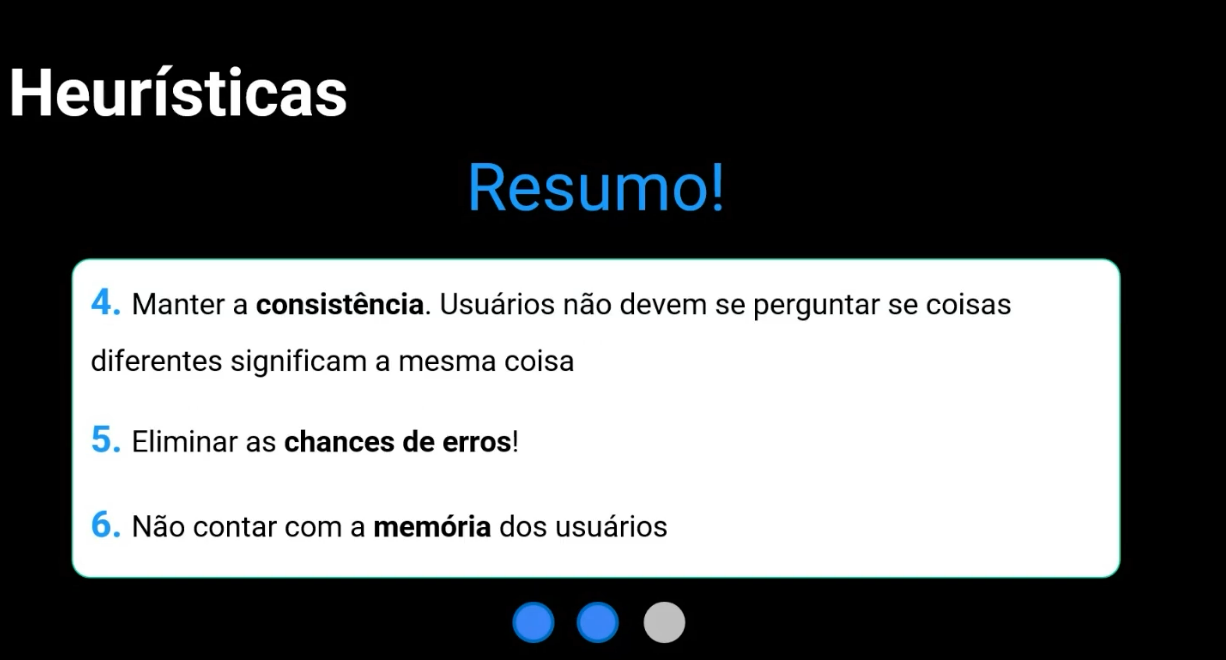 Heurísticas
Resumo!
4. Manter a consistência. Usuários não devem se perguntar se coisas
diferentes significam a mesma coisa
5. Eliminar as chances de erros!
6. Não contar com a memória dos usuários